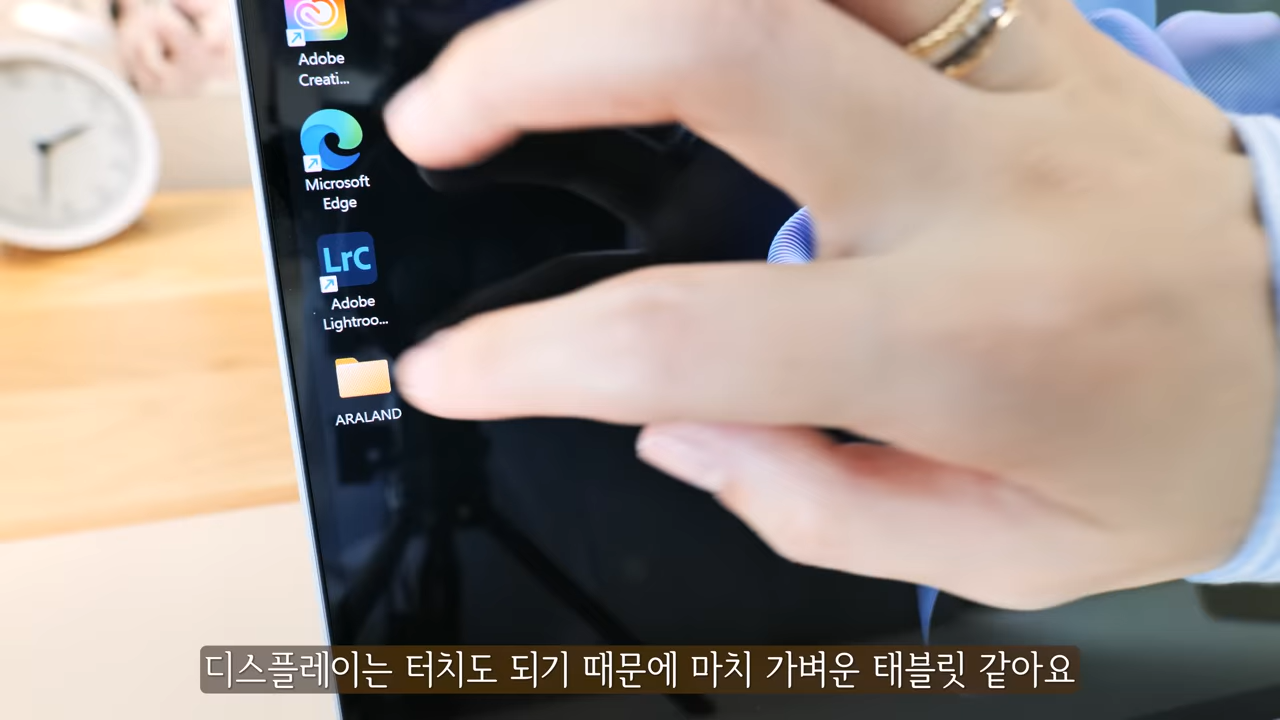 Adobe
Creati...
Microsoft
Edge
LrC
Adobe
Lightroo...
ARALAND
디스플레이는 터치도 되기 때문에 마치 가벼운 태블릿 같아요